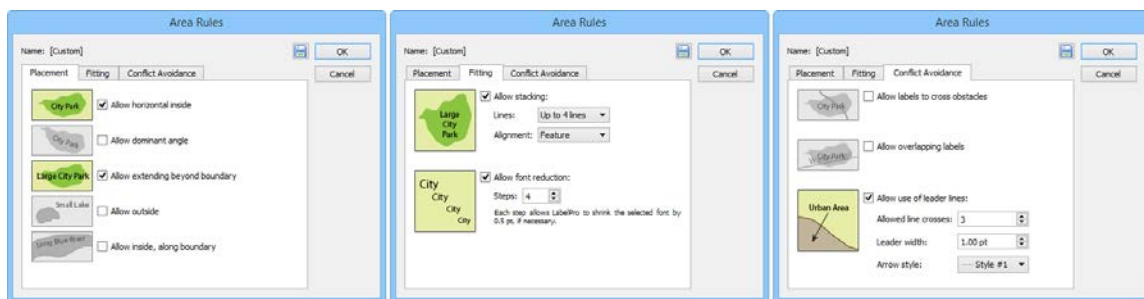 Area Rules
Name: [Custom]
OK
Cancel
Placement
Fitting
Conflict Avoidance
City Park
Allow horizontal inside
City Park
Allow dominant angle
Large City Park
Allow extending beyond boundary
Small Lake
Allow outside
Long Blue River
Allow inside, along boundary
Area Rules
Name: [Custom]
OK
Cancel
Placement
Fitting
Conflict Avoidance
Large
City
Park
Allow stacking:
Lines: Up to 4 lines
Alignment: Feature
City
City
City
City
Allow font reduction:
Steps: 4
Each step allows LabelPro to shrink the selected font by
0.5 pt, if necessary.
Area Rules
Name: [Custom]
OK
Cancel
Placement
Fitting
Conflict Avoidance
City Park
Allow labels to cross obstacles
City Park
Allow overlapping labels
Urban Area
Allow use of leader lines:
Allowed line crosses: 3
Leader width: 1.00 pt
Arrow style: Style #1